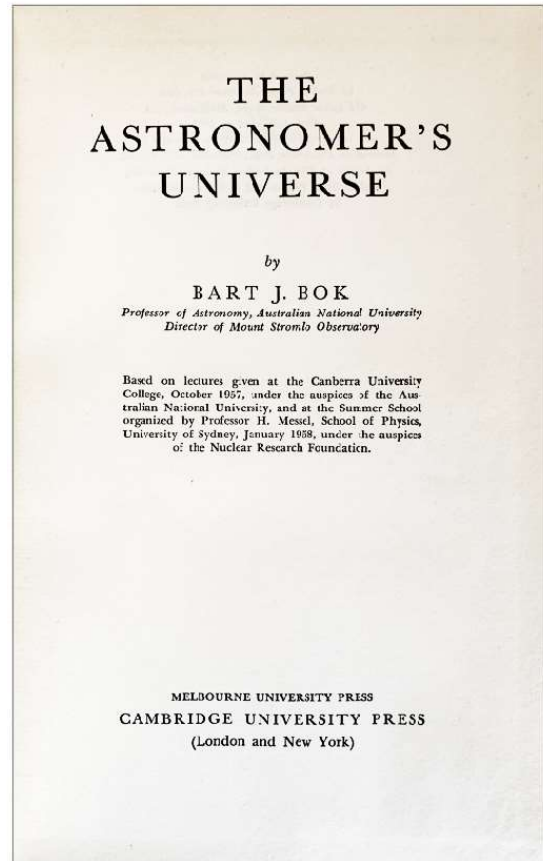 THE
ASTRONOMER'S
UNIVERSE
by
BART J. BOK
Professor of Astronomy, Australian National University
Director of Mount Stromlo Observatory
Based on lectures given at the Canberra University
College, October 1957, under the auspices of the Aus-
tralian National University, and at the Summer School
organized by Professor H. Messel, School of Physics,
University of Sydney, January 1958, under the auspices
of the Nuclear Research Foundation.
MELBOURNE UNIVERSITY PRESS
CAMBRIDGE UNIVERSITY PRESS
(London and New York)